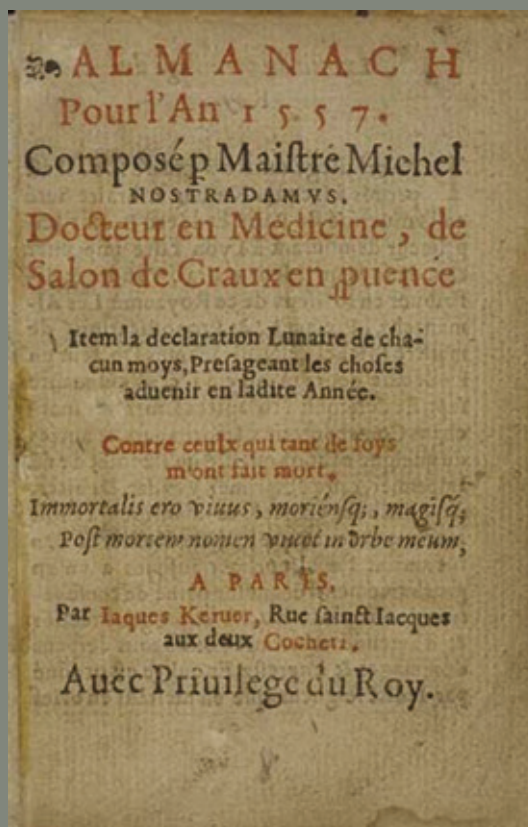 ALMANACH
Pour l'An 1557.
Composé ꝑ Maiſtre Michel
NOSTRADAMVS.
Docteur en Medicine, de
Salon de Craux en ꝓuence
Item la declaration Lunaire de cha-
cun moys, Preſageant les choſes
aduenir en ladite Année.
Contre ceulx qui tant de foys
m'ont fait mort.
Immortalis ero viuus, moriénſq;, magiſq́;
Poſt mortem nomen viuet in orbe meum,
A PARIS.
Par Iaques Keruer, Rue ſainct Iacques
aux deux Cochetz.
Auec Priuilege du Roy.